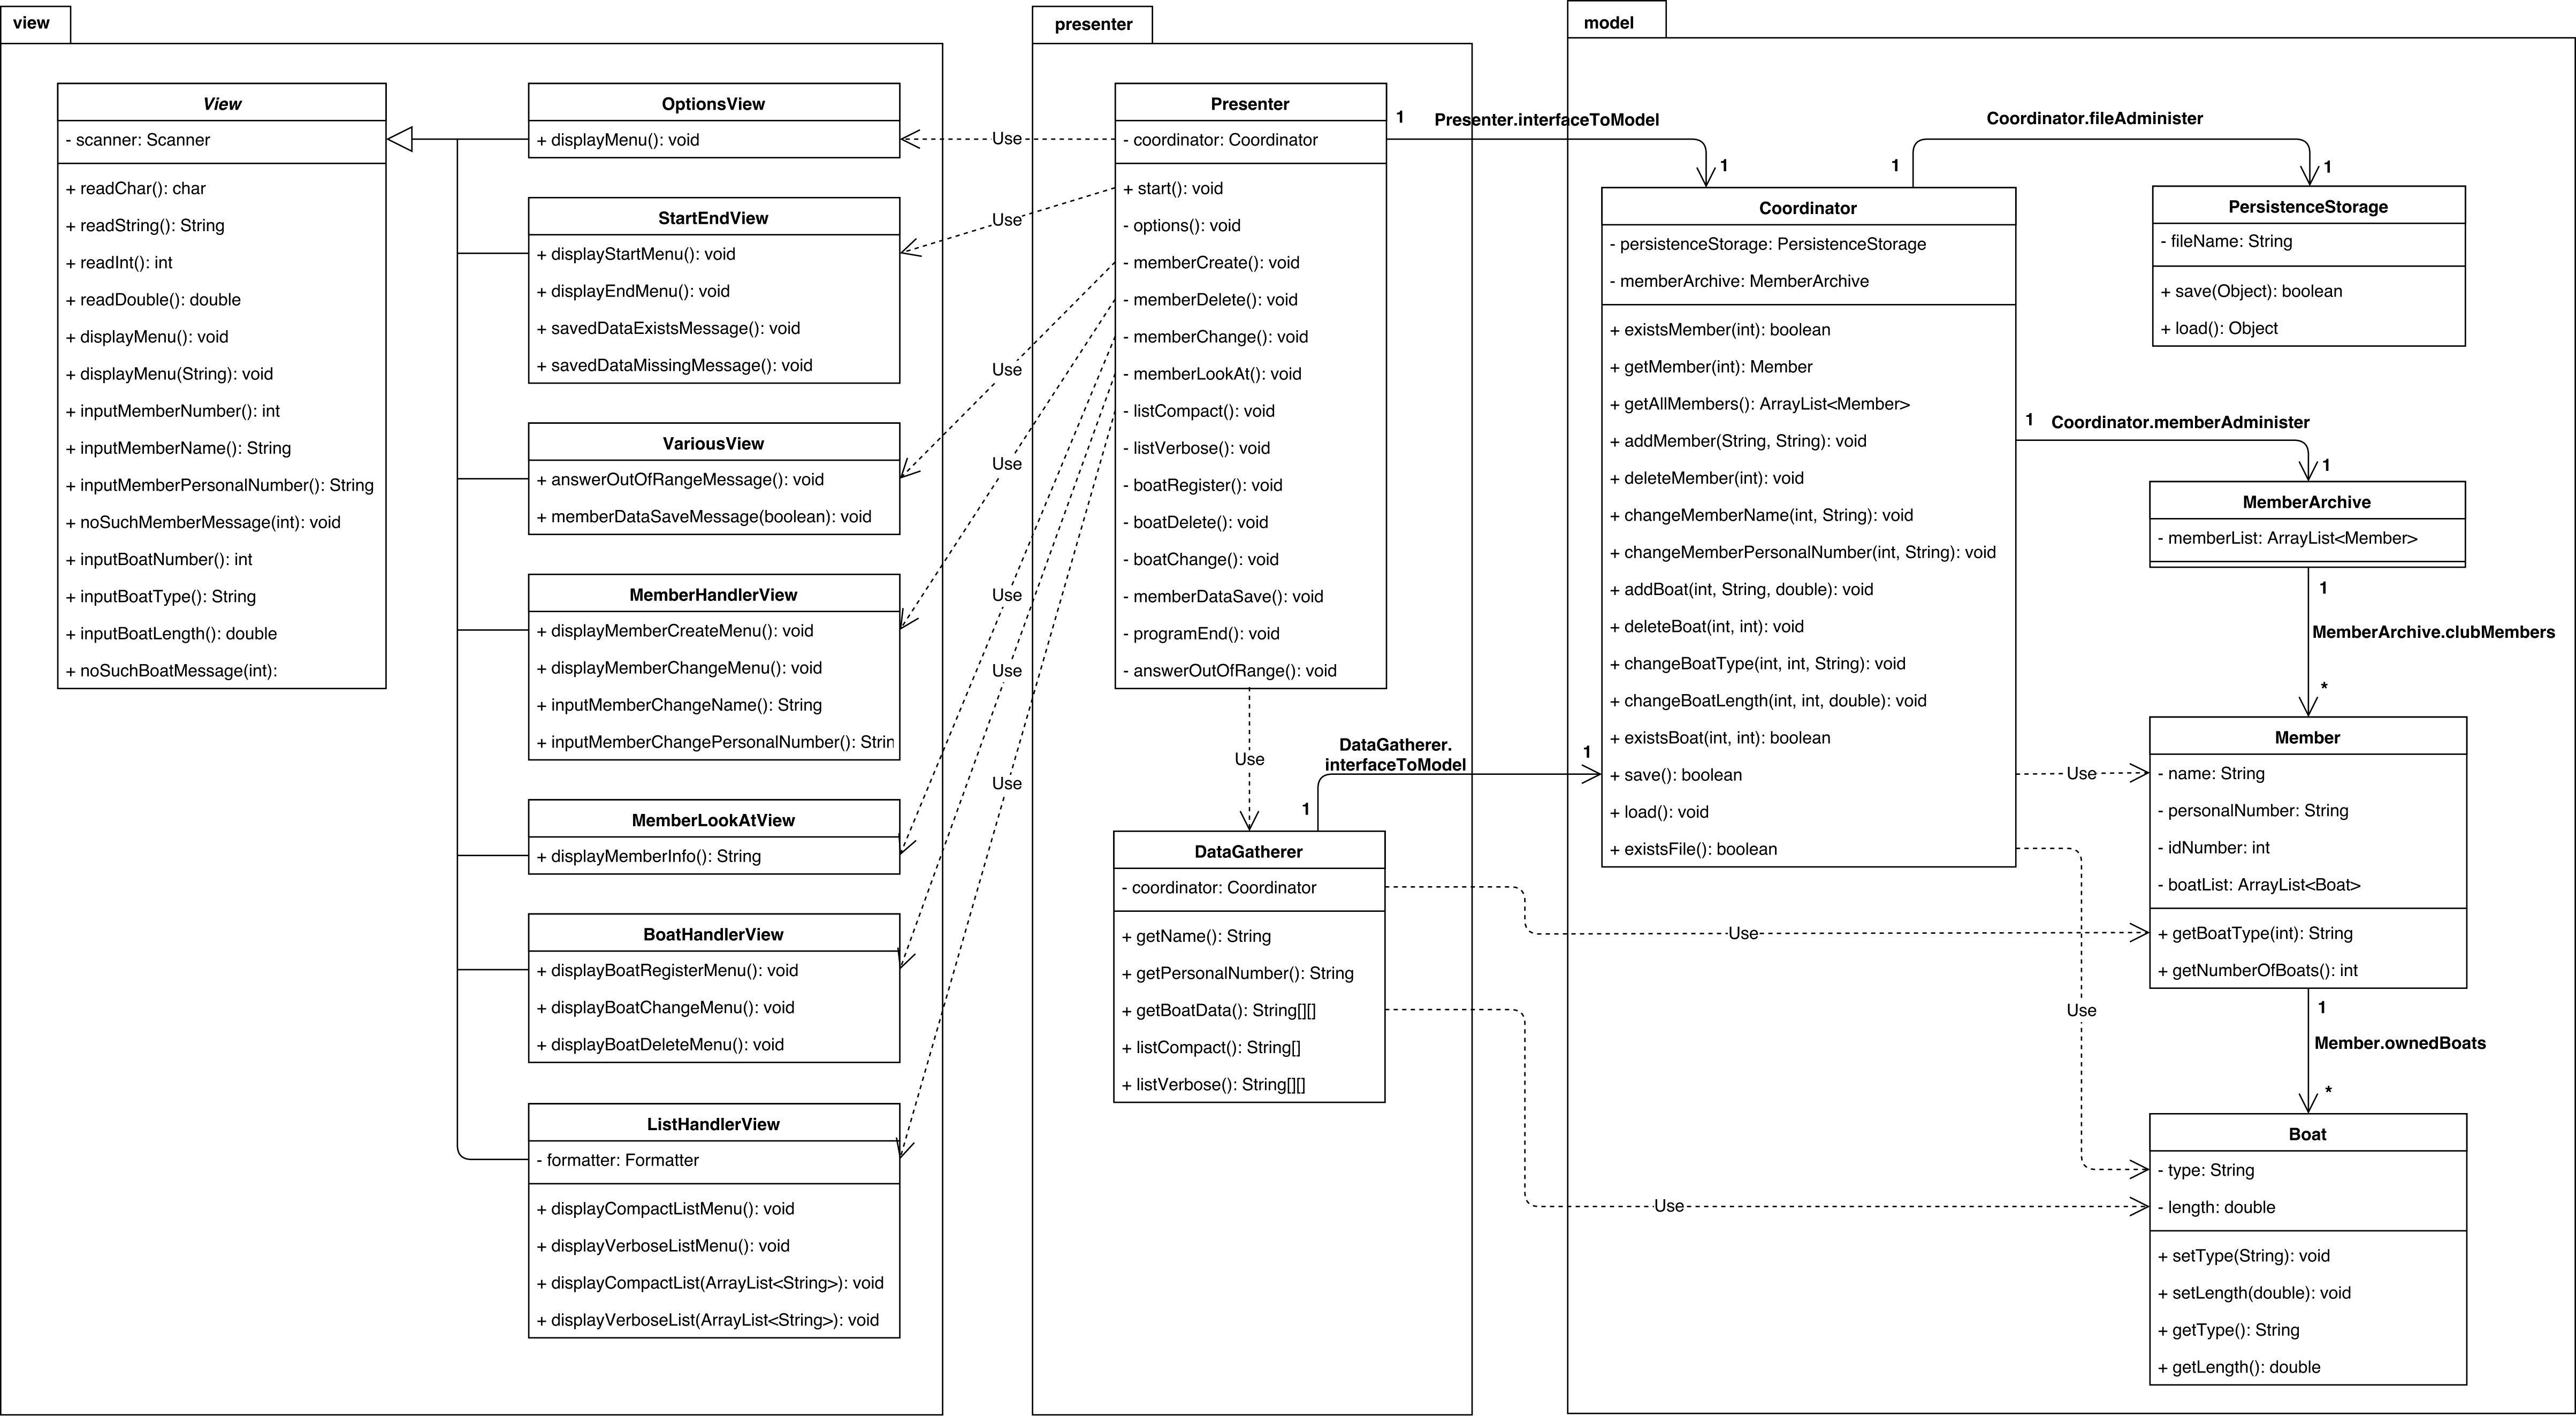 view
View
- scanner: Scanner
+ readChar(): char
+ readString(): String
+ readInt(): int
+ readDouble(): double
+ displayMenu(): void
+ displayMenu(String): void
+ inputMemberNumber(): int
+ inputMemberName(): String
+ inputMemberPersonalNumber(): String
+ noSuchMemberMessage(int): void
+ inputBoatNumber(): int
+ inputBoatType(): String
+ inputBoatLength(): double
+ noSuchBoatMessage(int):
OptionsView
+ displayMenu(): void
StartEndView
+ displayStartMenu(): void
+ displayEndMenu(): void
+ savedDataExistsMessage(): void
+ savedDataMissingMessage(): void
VariousView
+ answerOutOfRangeMessage(): void
+ memberDataSaveMessage(boolean): void
MemberHandlerView
+ displayMemberCreateMenu(): void
+ displayMemberChangeMenu(): void
+ inputMemberChangeName(): String
+ inputMemberChangePersonalNumber(): Strin
MemberLookAtView
+ displayMemberInfo(): String
BoatHandlerView
+ displayBoatRegisterMenu(): void
+ displayBoatChangeMenu(): void
+ displayBoatDeleteMenu(): void
ListHandlerView
- formatter: Formatter
+ displayCompactListMenu(): void
+ displayVerboseListMenu(): void
+ displayCompactList(ArrayList<String>): void
+ displayVerboseList(ArrayList<String>): void
Use
Use
Use
Use
Use
Use
Use
presenter
Presenter
- coordinator: Coordinator
+ start(): void
- options(): void
- memberCreate(): void
- memberDelete(): void
- memberChange(): void
- memberLookAt(): void
- listCompact(): void
- listVerbose(): void
- boatRegister(): void
- boatDelete(): void
- boatChange(): void
- memberDataSave(): void
- programEnd(): void
- answerOutOfRange(): void
Use
DataGatherer
- coordinator: Coordinator
+ getName(): String
+ getPersonalNumber(): String
+ getBoatData(): String[][]
+ listCompact(): String[]
+ listVerbose(): String[][]
1
Presenter.interfaceToModel
1
DataGatherer.
interfaceToModel
1
1
model
Coordinator
- persistenceStorage: PersistenceStorage
- memberArchive: MemberArchive
+ existsMember(int): boolean
+ getMember(int): Member
+ getAllMembers(): ArrayList<Member>
+ addMember(String, String): void
+ deleteMember(int): void
+ changeMemberName(int, String): void
+ changeMemberPersonalNumber(int, String): void
+ addBoat(int, String, double): void
+ deleteBoat(int, int): void
+ changeBoatType(int, int, String): void
+ changeBoatLength(int, int, double): void
+ existsBoat(int, int): boolean
+ save(): boolean
+ load(): void
+ existsFile(): boolean
Coordinator.fileAdminister
1
1
PersistenceStorage
- fileName: String
+ save(Object): boolean
+ load(): Object
1
Coordinator.memberAdminister
1
MemberArchive
- memberList: ArrayList<Member>
1
MemberArchive.clubMembers
*
Member
- name: String
- personalNumber: String
- idNumber: int
- boatList: ArrayList<Boat>
+ getBoatType(int): String
+ getNumberOfBoats(): int
Use
Use
Use
Use
1
Member.ownedBoats
*
Boat
- type: String
- length: double
+ setType(String): void
+ setLength(double): void
+ getType(): String
+ getLength(): double